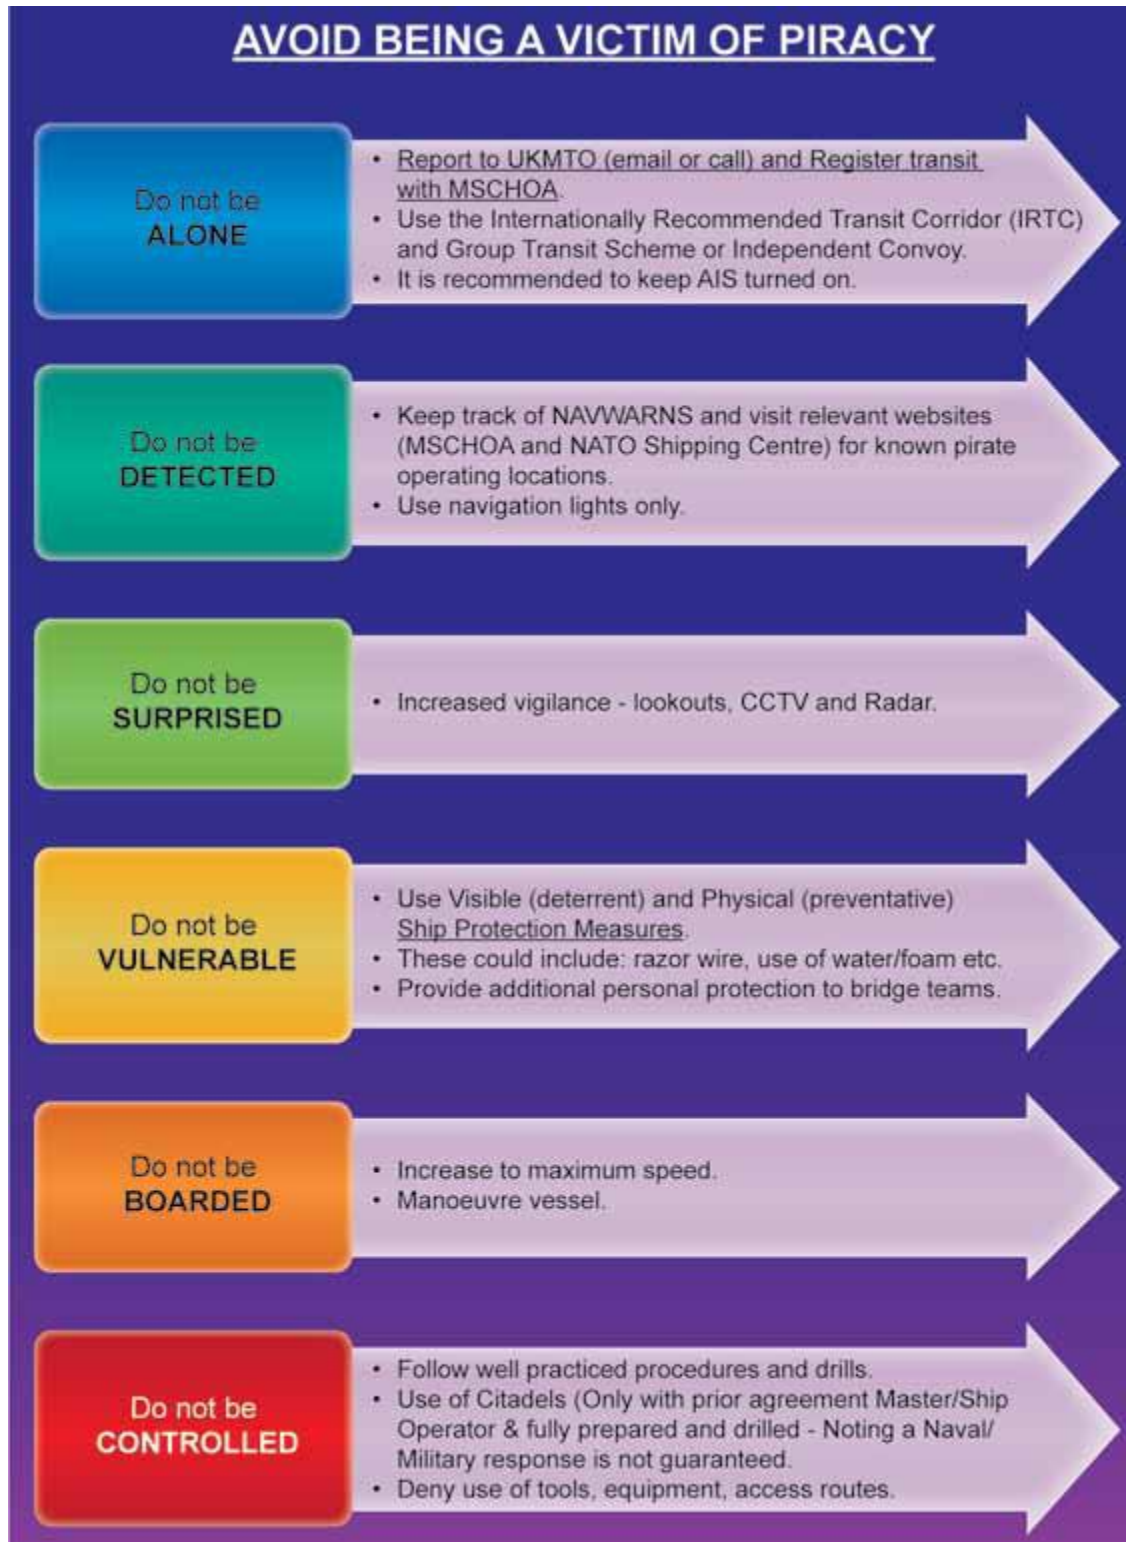 AVOID BEING A VICTIM OF PIRACY
Do not be
ALONE
• Report to UKMTO (email or call) and Register transit
with MSCHOA.
• Use the Internationally Recommended Transit Corridor (IRTC)
and Group Transit Scheme or Independent Convoy.
• It is recommended to keep AIS turned on.
Do not be
DETECTED
• Keep track of NAVWARNS and visit relevant websites
(MSCHOA and NATO Shipping Centre) for known pirate
operating locations.
• Use navigation lights only.
Do not be
SURPRISED
• Increased vigilance - lookouts, CCTV and Radar.
Do not be
VULNERABLE
• Use Visible (deterrent) and Physical (preventative)
Ship Protection Measures.
• These could include: razor wire, use of water/foam etc.
• Provide additional personal protection to bridge teams.
Do not be
BOARDED
• Increase to maximum speed.
• Manoeuvre vessel.
Do not be
CONTROLLED
• Follow well practiced procedures and drills.
• Use of Citadels (Only with prior agreement Master/Ship
Operator & fully prepared and drilled - Noting a Naval/
Military response is not guaranteed.
• Deny use of tools, equipment, access routes.